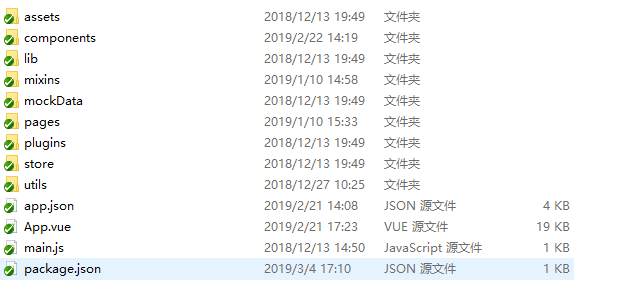 assets 2018/12/13 19:49 文件夹
components 2019/2/22 14:19 文件夹
lib 2018/12/13 19:49 文件夹
mixins 2019/1/10 14:58 文件夹
mockData 2018/12/13 19:49 文件夹
pages 2019/1/10 15:33 文件夹
plugins 2018/12/13 19:49 文件夹
store 2018/12/13 19:49 文件夹
utils 2018/12/27 10:25 文件夹
app.json 2019/2/21 14:08 JSON 源文件 4 KB
App.vue 2019/2/21 17:23 VUE 源文件 19 KB
main.js 2018/12/13 14:50 JavaScript 源文件 1 KB
package.json 2019/3/4 17:10 JSON 源文件 1 KB